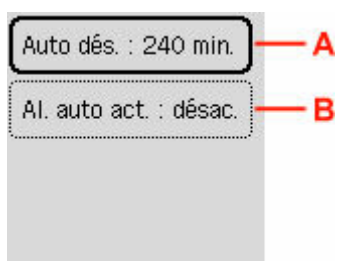 Auto dés. : 240 min.
A
Al. auto act. : désac.
B